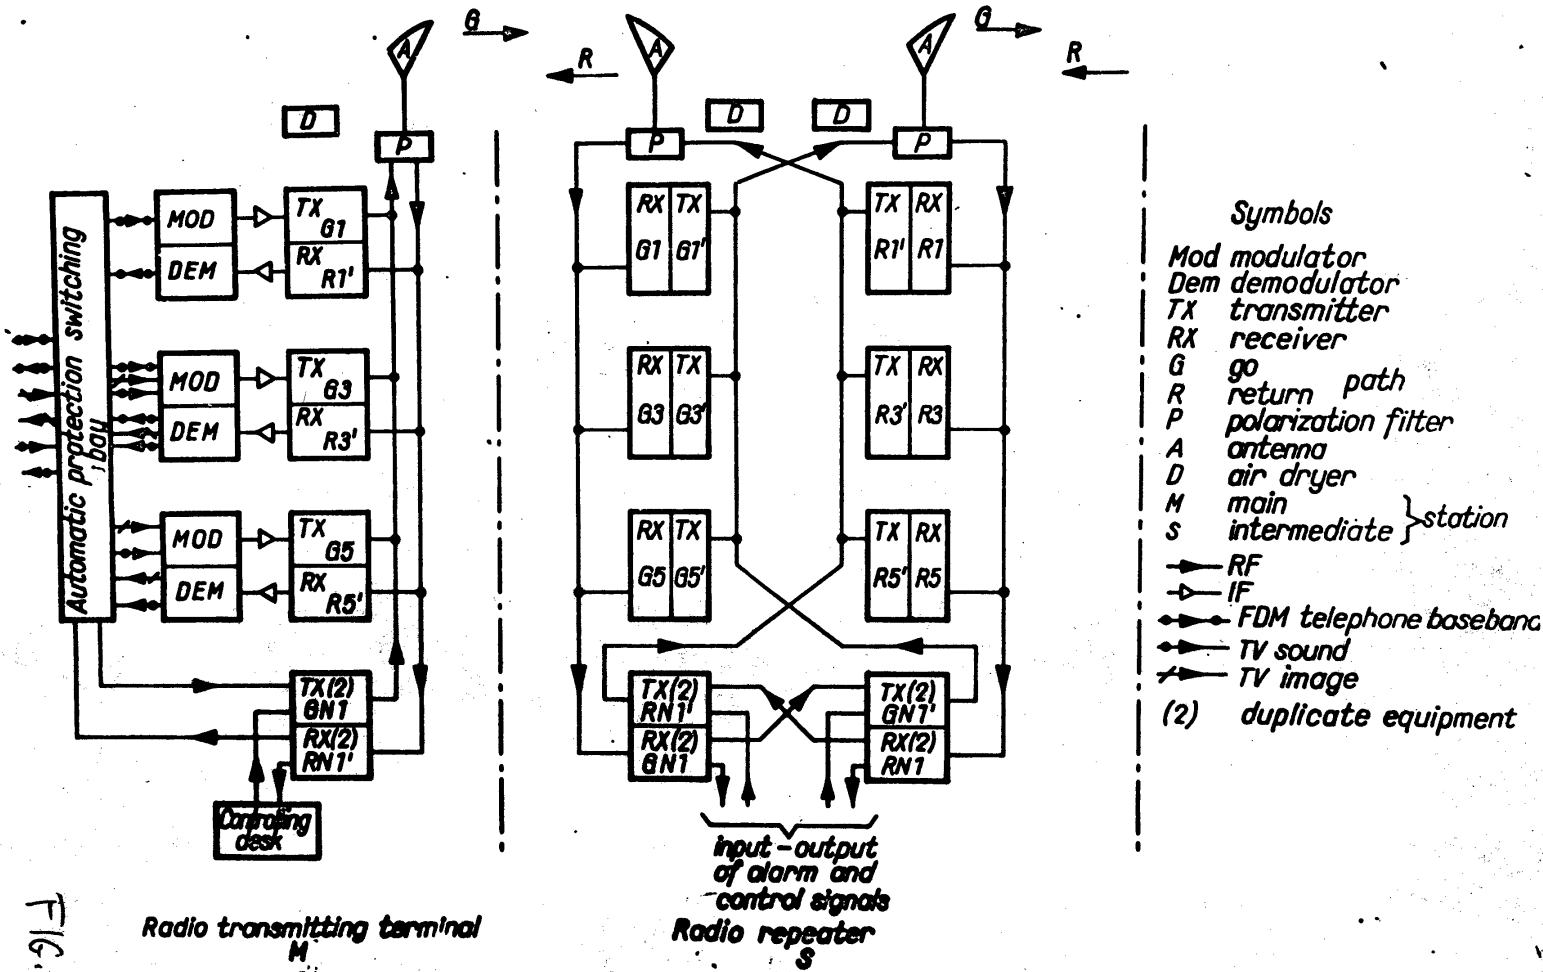 G
G
R
R
A
A
A
D
D
D
P
P
P
Automatic protection switching
bay
MOD
DEM
TX
G1
RX
R1'
MOD
DEM
TX
G3
RX
R3'
MOD
DEM
TX
G5
RX
R5'
TX(2)
GN1
RX(2)
RN1'
Controlling
desk
RX TX
G1 G1'
RX TX
G3 G3'
RX TX
G5 G5'
TX(2)
RN1'
RX(2)
GN1
TX RX
R1' R1
TX RX
R3' R3
TX RX
R5' R5
TX(2)
GN1'
RX(2)
RN1
input - output
of alarm and
control signals
Radio transmitting terminal
M
Radio repeater
S
Symbols
Mod modulator
Dem demodulator
TX transmitter
RX receiver
G go
R return path
P polarization filter
A antenna
D air dryer
M main
S intermediate station
RF
IF
FDM telephone baseband
TV sound
TV image
(2) duplicate equipment
FIG.